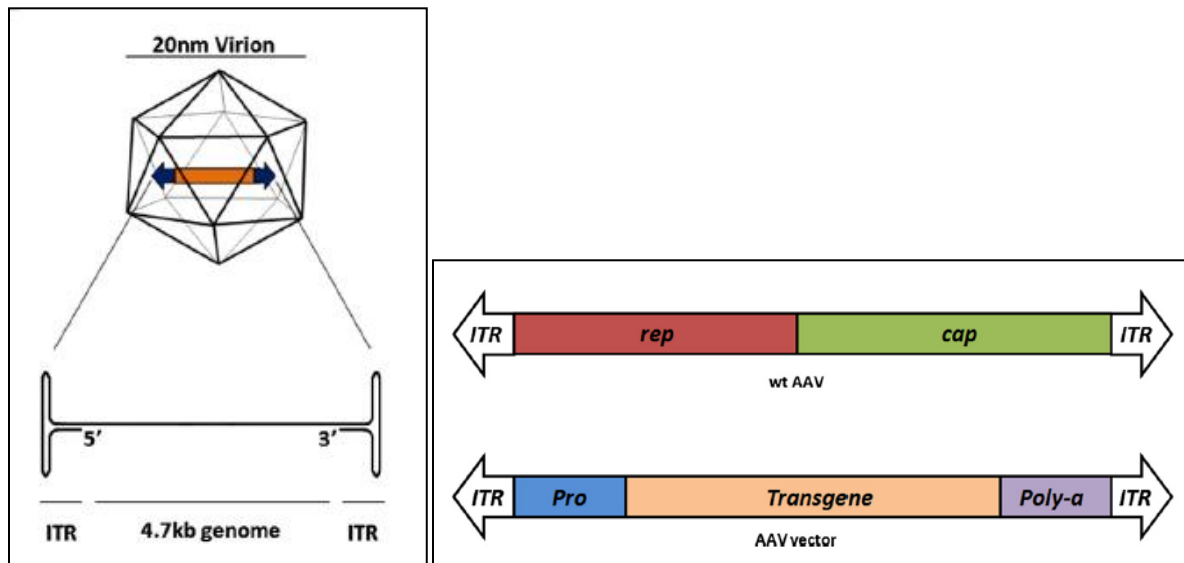 20nm Virion
5’ 3’
ITR 4.7kb genome ITR
ITR rep cap ITR
wt AAV
ITR Pro Transgene Poly-a ITR
AAV vector